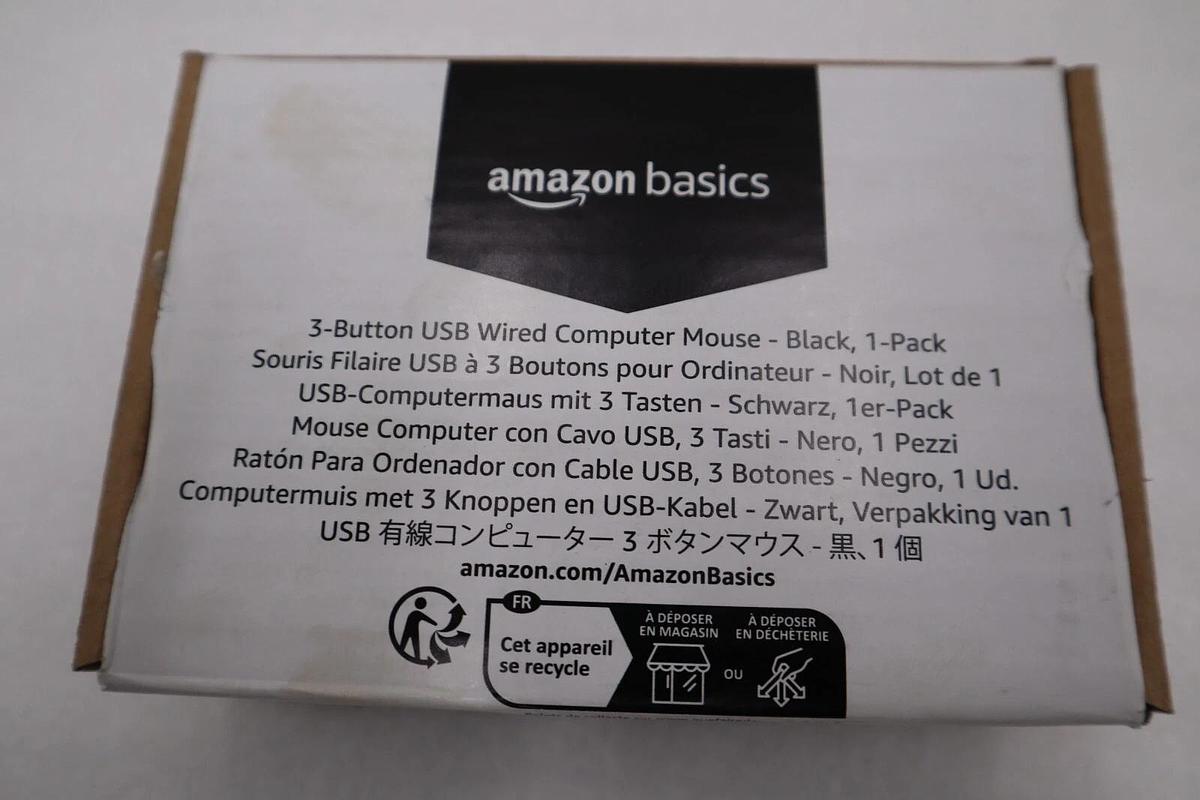 amazon basics
3-Button USB Wired Computer Mouse - Black, 1-Pack
Souris Filaire USB à 3 Boutons pour Ordinateur - Noir, Lot de 1
USB-Computermaus mit 3 Tasten - Schwarz, 1er-Pack
Mouse Computer con Cavo USB, 3 Tasti - Nero, 1 Pezzi
Ratón Para Ordenador con Cable USB, 3 Botones - Negro, 1 Ud.
Computermuis met 3 Knoppen en USB-Kabel - Zwart, Verpakking van 1
USB 有線コンピューター 3 ボタンマウス - 黒、1 個
amazon.com/AmazonBasics
FR
Cet appareil
se recycle
À DÉPOSER
EN MAGASIN
OU
À DÉPOSER
EN DÉCHÈTERIE